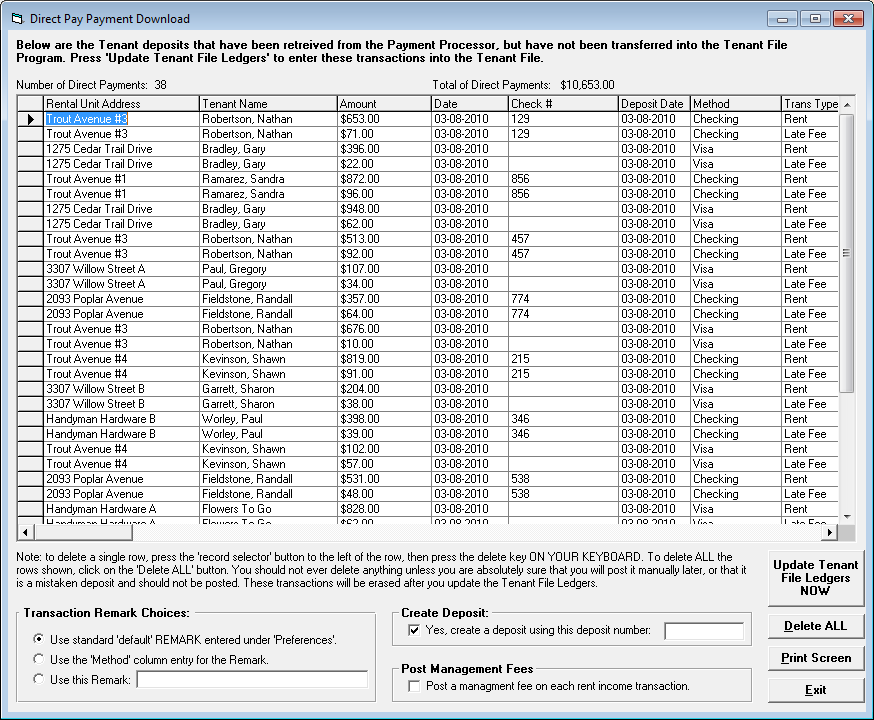 Direct Pay Payment Download
Below are the Tenant deposits that have been retreived from the Payment Processor, but have not been transferred into the Tenant File
Program. Press 'Update Tenant File Ledgers' to enter these transactions into the Tenant File.
Number of Direct Payments: 38 Total of Direct Payments: $10,653.00
Rental Unit Address Tenant Name Amount Date Check # Deposit Date Method Trans Type
Trout Avenue #3 Robertson, Nathan $653.00 03-08-2010 129 03-08-2010 Checking Rent
Trout Avenue #3 Robertson, Nathan $71.00 03-08-2010 129 03-08-2010 Checking Late Fee
1275 Cedar Trail Drive Bradley, Gary $396.00 03-08-2010 03-08-2010 Visa Rent
1275 Cedar Trail Drive Bradley, Gary $22.00 03-08-2010 03-08-2010 Visa Late Fee
Trout Avenue #1 Ramarez, Sandra $872.00 03-08-2010 856 03-08-2010 Checking Rent
Trout Avenue #1 Ramarez, Sandra $96.00 03-08-2010 856 03-08-2010 Checking Late Fee
1275 Cedar Trail Drive Bradley, Gary $948.00 03-08-2010 03-08-2010 Visa Rent
1275 Cedar Trail Drive Bradley, Gary $62.00 03-08-2010 03-08-2010 Visa Late Fee
Trout Avenue #3 Robertson, Nathan $513.00 03-08-2010 457 03-08-2010 Checking Rent
Trout Avenue #3 Robertson, Nathan $92.00 03-08-2010 457 03-08-2010 Checking Late Fee
3307 Willow Street A Paul, Gregory $107.00 03-08-2010 03-08-2010 Visa Rent
3307 Willow Street A Paul, Gregory $34.00 03-08-2010 03-08-2010 Visa Late Fee
2093 Poplar Avenue Fieldstone, Randall $357.00 03-08-2010 774 03-08-2010 Checking Rent
2093 Poplar Avenue Fieldstone, Randall $64.00 03-08-2010 774 03-08-2010 Checking Late Fee
Trout Avenue #3 Robertson, Nathan $676.00 03-08-2010 03-08-2010 Visa Rent
Trout Avenue #3 Robertson, Nathan $10.00 03-08-2010 03-08-2010 Visa Late Fee
Trout Avenue #4 Kevinson, Shawn $819.00 03-08-2010 215 03-08-2010 Checking Rent
Trout Avenue #4 Kevinson, Shawn $91.00 03-08-2010 215 03-08-2010 Checking Late Fee
3307 Willow Street B Garrett, Sharon $204.00 03-08-2010 03-08-2010 Visa Rent
3307 Willow Street B Garrett, Sharon $38.00 03-08-2010 03-08-2010 Visa Late Fee
Handyman Hardware B Worley, Paul $398.00 03-08-2010 346 03-08-2010 Checking Rent
Handyman Hardware B Worley, Paul $39.00 03-08-2010 346 03-08-2010 Checking Late Fee
Trout Avenue #4 Kevinson, Shawn $102.00 03-08-2010 03-08-2010 Visa Rent
Trout Avenue #4 Kevinson, Shawn $57.00 03-08-2010 03-08-2010 Visa Late Fee
2093 Poplar Avenue Fieldstone, Randall $531.00 03-08-2010 538 03-08-2010 Checking Rent
2093 Poplar Avenue Fieldstone, Randall $48.00 03-08-2010 538 03-08-2010 Checking Late Fee
Handyman Hardware A Flowers To Go $828.00 03-08-2010 03-08-2010 Visa Rent
Handyman Hardware A Flowers To Go $62.00 03-08-2010 03-08-2010 Visa Late Fee
Note: to delete a single row, press the 'record selector' button to the left of the row, then press the delete key ON YOUR KEYBOARD. To delete ALL the
rows shown, click on the 'Delete ALL' button. You should not ever delete anything unless you are absolutely sure that you will post it manually later, or that it
is a mistaken deposit and should not be posted. These transactions will be erased after you update the Tenant File Ledgers.
Update Tenant
File Ledgers
NOW
Transaction Remark Choices:
Use standard 'default' REMARK entered under 'Preferences'.
Use the 'Method' column entry for the Remark.
Use this Remark:
Create Deposit:
Yes, create a deposit using this deposit number:
Post Management Fees
Post a managment fee on each rent income transaction.
Delete ALL
Print Screen
Exit